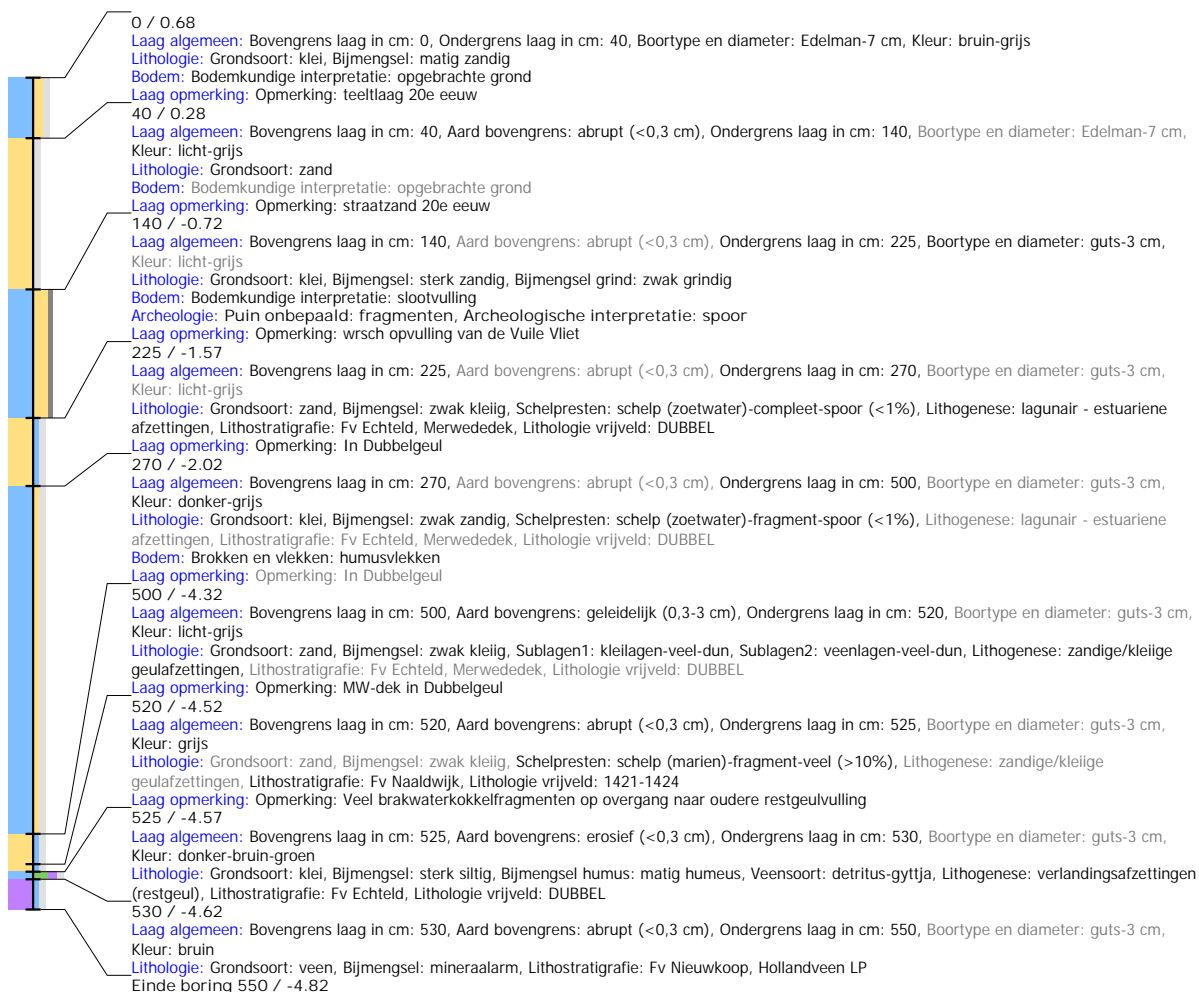 0 / 0.68
Laag algemeen: Bovengrens laag in cm: 0, Ondergrens laag in cm: 40, Boortype en diameter: Edelman-7 cm, Kleur: bruin-grijs
Lithologie: Grondsoort: klei, Bijmengsel: matig zandig
Bodem: Bodemkundige interpretatie: opgebrachte grond
Laag opmerking: Opmerking: teeltlaag 20e eeuw
40 / 0.28
Laag algemeen: Bovengrens laag in cm: 40, Aard bovengrens: abrupt (<0,3 cm), Ondergrens laag in cm: 140, Boortype en diameter: Edelman-7 cm,
Kleur: licht-grijs
Lithologie: Grondsoort: zand
Bodem: Bodemkundige interpretatie: opgebrachte grond
Laag opmerking: Opmerking: straatzand 20e eeuw
140 / -0.72
Laag algemeen: Bovengrens laag in cm: 140, Aard bovengrens: abrupt (<0,3 cm), Ondergrens laag in cm: 225, Boortype en diameter: guts-3 cm,
Kleur: licht-grijs
Lithologie: Grondsoort: klei, Bijmengsel: sterk zandig, Bijmengsel grind: zwak grindig
Bodem: Bodemkundige interpretatie: slootvulling
Archeologie: Puin onbepaald: fragmenten, Archeologische interpretatie: spoor
Laag opmerking: Opmerking: wrsch opvulling van de Vuile Vliet
225 / -1.57
Laag algemeen: Bovengrens laag in cm: 225, Aard bovengrens: abrupt (<0,3 cm), Ondergrens laag in cm: 270, Boortype en diameter: guts-3 cm,
Kleur: licht-grijs
Lithologie: Grondsoort: zand, Bijmengsel: zwak kleiig, Schelpresten: schelp (zoetwater)-compleet-spoor (<1%), Lithogenese: lagunair - estuariene
afzettingen, Lithostratigrafie: Fv Echteld, Merwededek, Lithologie vrijveld: DUBBEL
Laag opmerking: Opmerking: In Dubbelgeul
270 / -2.02
Laag algemeen: Bovengrens laag in cm: 270, Aard bovengrens: abrupt (<0,3 cm), Ondergrens laag in cm: 500, Boortype en diameter: guts-3 cm,
Kleur: donker-grijs
Lithologie: Grondsoort: klei, Bijmengsel: zwak zandig, Schelpresten: schelp (zoetwater)-fragment-spoor (<1%), Lithogenese: lagunair - estuariene
afzettingen, Lithostratigrafie: Fv Echteld, Merwededek, Lithologie vrijveld: DUBBEL
Bodem: Brokken en vlekken: humusvlekken
Laag opmerking: Opmerking: In Dubbelgeul
500 / -4.32
Laag algemeen: Bovengrens laag in cm: 500, Aard bovengrens: geleidelijk (0,3-3 cm), Ondergrens laag in cm: 520, Boortype en diameter: guts-3 cm,
Kleur: licht-grijs
Lithologie: Grondsoort: zand, Bijmengsel: zwak kleiig, Sublagen1: kleilagen-veel-dun, Sublagen2: veenlagen-veel-dun, Lithogenese: zandige/kleiige
geulafzettingen, Lithostratigrafie: Fv Echteld, Merwededek, Lithologie vrijveld: DUBBEL
Laag opmerking: Opmerking: MW-dek in Dubbelgeul
520 / -4.52
Laag algemeen: Bovengrens laag in cm: 520, Aard bovengrens: abrupt (<0,3 cm), Ondergrens laag in cm: 525, Boortype en diameter: guts-3 cm,
Kleur: grijs
Lithologie: Grondsoort: zand, Bijmengsel: zwak kleiig, Schelpresten: schelp (marien)-fragment-veel (>10%), Lithogenese: zandige/kleiige
geulafzettingen, Lithostratigrafie: Fv Naaldwijk, Lithologie vrijveld: 1421-1424
Laag opmerking: Opmerking: Veel brakwaterkokkelfragmenten op overgang naar oudere restgeulvulling
525 / -4.57
Laag algemeen: Bovengrens laag in cm: 525, Aard bovengrens: erosief (<0,3 cm), Ondergrens laag in cm: 530, Boortype en diameter: guts-3 cm,
Kleur: donker-bruin-groen
Lithologie: Grondsoort: klei, Bijmengsel: sterk siltig, Bijmengsel humus: matig humeus, Veensoort: detritus-gyttja, Lithogenese: verlandingsafzettingen
(restgeul), Lithostratigrafie: Fv Echteld, Lithologie vrijveld: DUBBEL
530 / -4.62
Laag algemeen: Bovengrens laag in cm: 530, Aard bovengrens: abrupt (<0,3 cm), Ondergrens laag in cm: 550, Boortype en diameter: guts-3 cm,
Kleur: bruin
Lithologie: Grondsoort: veen, Bijmengsel: mineraalarm, Lithostratigrafie: Fv Nieuwkoop, Hollandveen LP
Einde boring 550 / -4.82